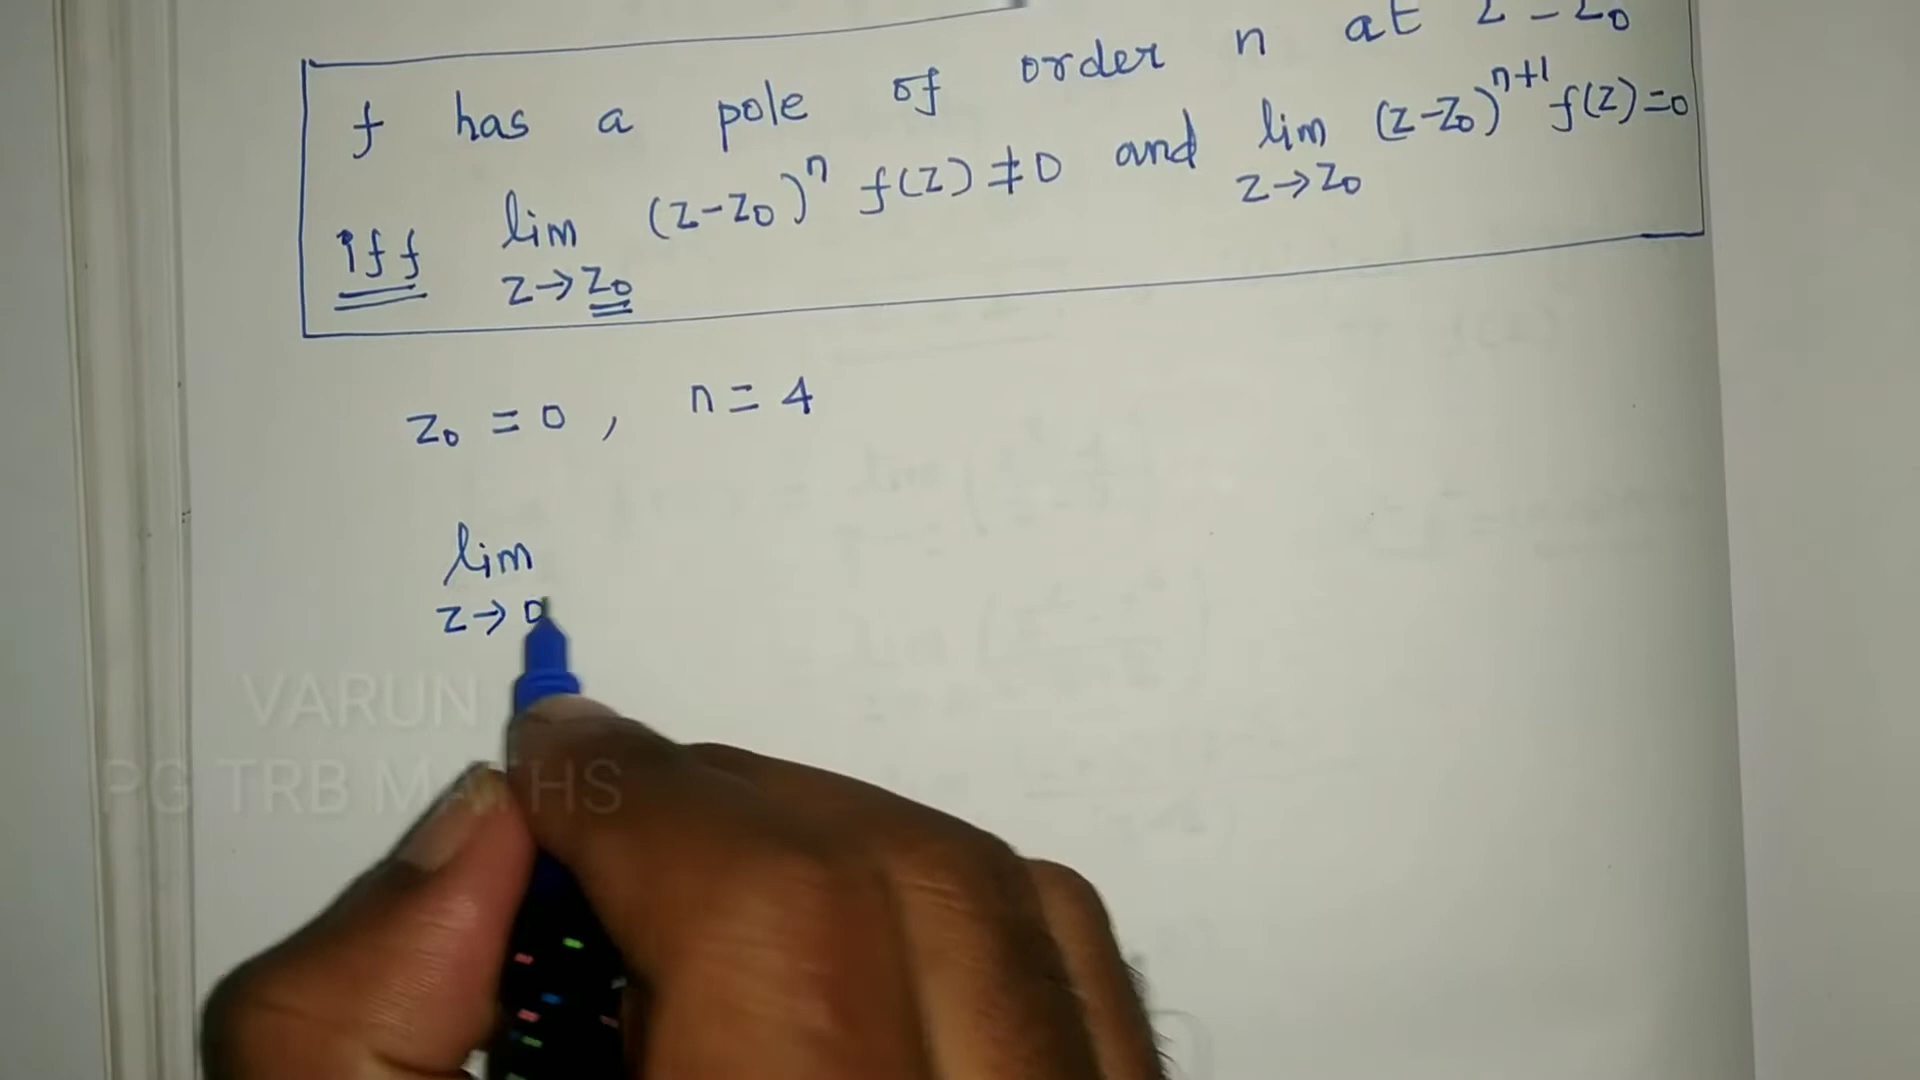 f has a pole of order n at z = z₀
iff lim z→z₀ (z-z₀)ⁿ f(z) ≠ 0 and lim z→z₀ (z-z₀)ⁿ⁺¹ f(z)=0
z₀ = 0 , n = 4
lim
z→0
VARUN
PG TRB MATHS